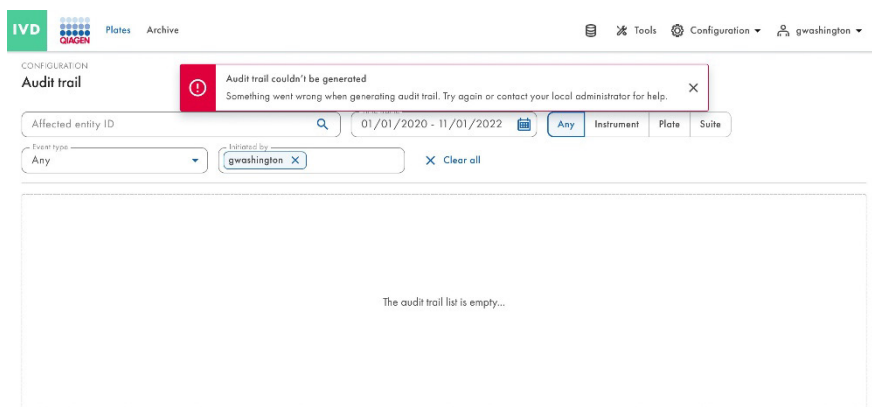 IVD QIAGEN Plates Archive Tools Configuration gwashington
CONFIGURATION
Audit trail
Audit trail couldn't be generated
Something went wrong when generating audit trail. Try again or contact your local administrator for help.
Affected entity ID 01/01/2020 - 11/01/2022 Any Instrument Plate Suite
Event type Initiated by
Any gwashington Clear all
The audit trail list is empty...